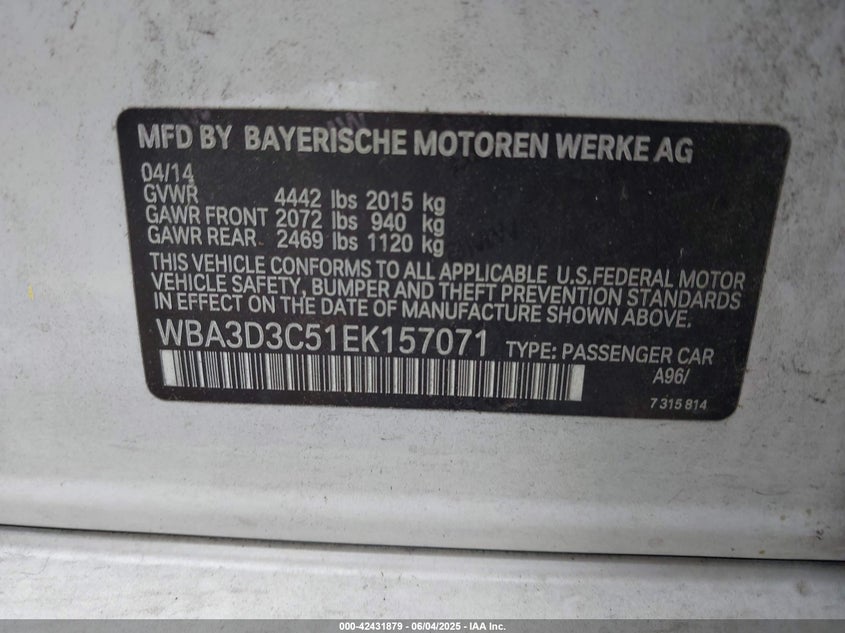 MFD BY BAYERISCHE MOTOREN WERKE AG
04/14
GVWR 4442 lbs 2015 kg
GAWR FRONT 2072 lbs 940 kg
GAWR REAR 2469 lbs 1120 kg
THIS VEHICLE CONFORMS TO ALL APPLICABLE U.S.FEDERAL MOTOR
VEHICLE SAFETY, BUMPER AND THEFT PREVENTION STANDARDS
IN EFFECT ON THE DATE OF MANUFACTURE SHOWN ABOVE.
WBA3D3C51EK157071 TYPE: PASSENGER CAR
A96/
7 315 814
000-42431879 - 06/04/2025 - IAA Inc.